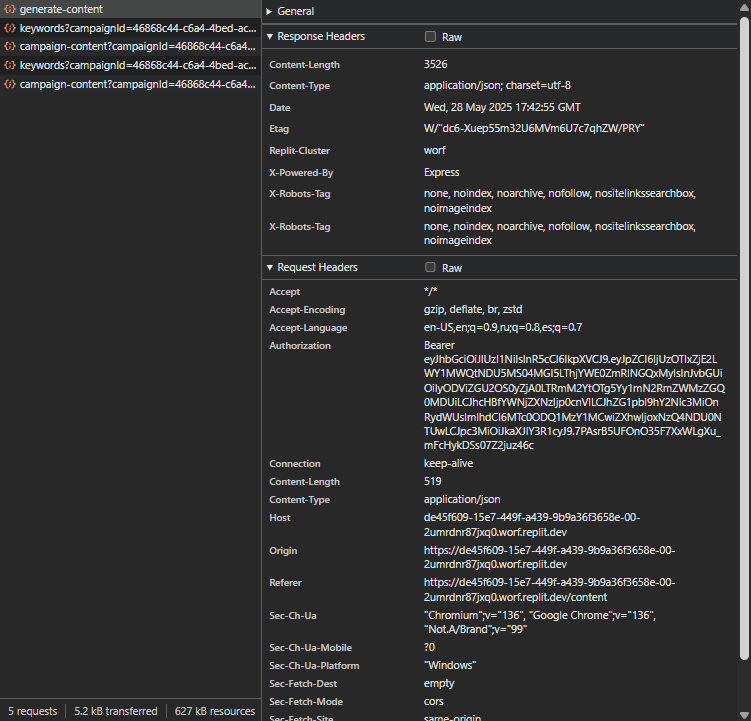 generate-content
keywords?campaignId=46868c44-c6a4-4bed-ac...
campaign-content?campaignId=46868c44-c6a4...
keywords?campaignId=46868c44-c6a4-4bed-ac...
campaign-content?campaignId=46868c44-c6a4...
5 requests
5.2 kB transferred
627 kB resources
General
Response Headers Raw
Content-Length 3526
Content-Type application/json; charset=utf-8
Date Wed, 28 May 2025 17:42:55 GMT
Etag W/"dc6-Xuep55m32U6MVm6U7c7qhZW/PRY"
Replit-Cluster worf
X-Powered-By Express
X-Robots-Tag none, noindex, noarchive, nofollow, nositelinkssearchbox,
noimageindex
X-Robots-Tag none, noindex, noarchive, nofollow, nositelinkssearchbox,
noimageindex
Request Headers Raw
Accept */*
Accept-Encoding gzip, deflate, br, zstd
Accept-Language en-US,en;q=0.9,ru;q=0.8,es;q=0.7
Authorization Bearer
Connection keep-alive
Content-Length 519
Content-Type application/json
Host de45f609-15e7-449f-a439-9b9a36f3658e-00-
2umrdnr87jxq0.worf.replit.dev
Origin https://de45f609-15e7-449f-a439-9b9a36f3658e-00-
2umrdnr87jxq0.worf.replit.dev
Referer https://de45f609-15e7-449f-a439-9b9a36f3658e-00-
2umrdnr87jxq0.worf.replit.dev/content
Sec-Ch-Ua "Chromium";v="136", "Google Chrome";v="136",
"Not.A/Brand";v="99"
Sec-Ch-Ua-Mobile ?0
Sec-Ch-Ua-Platform "Windows"
Sec-Fetch-Dest empty
Sec-Fetch-Mode cors
Sec-Fetch-Site same-origin